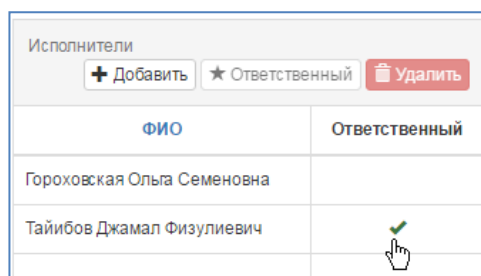 Исполнители
Добавить Ответственный Удалить
ФИО Ответственный
Гороховская Ольга Семеновна
Тайибов Джамал Физулиевич